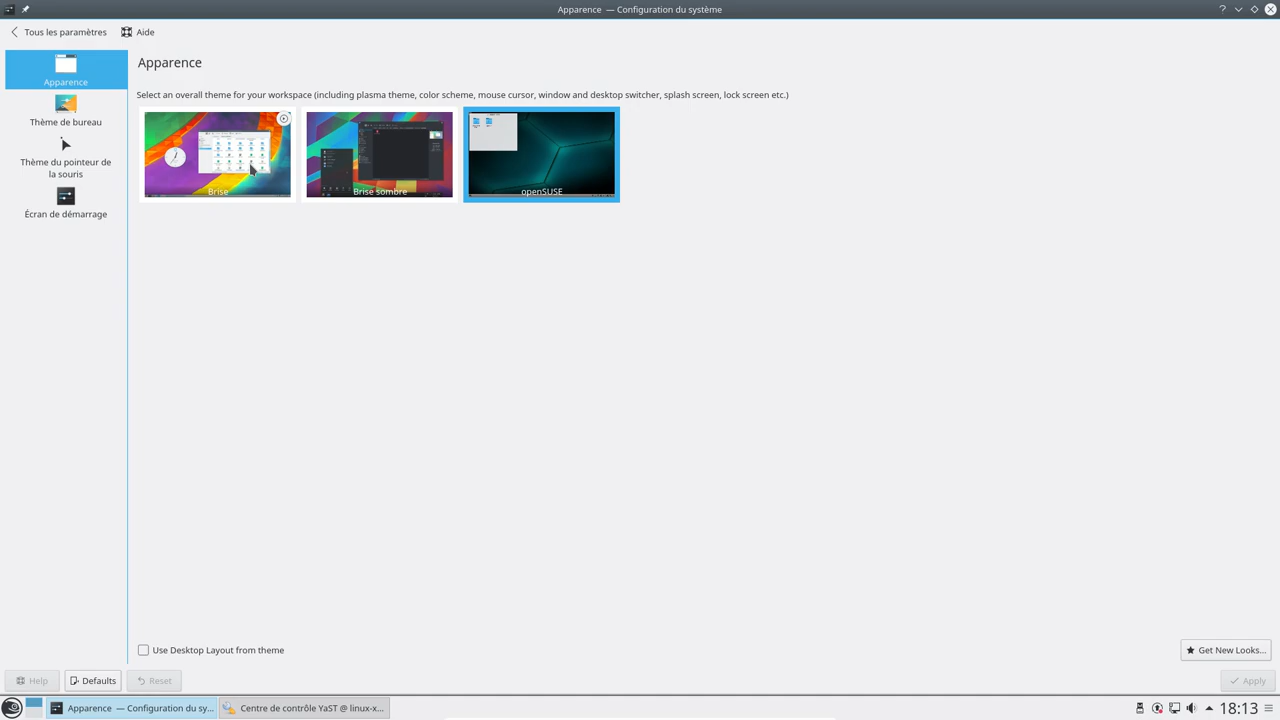 Apparence — Configuration du système
Tous les paramètres
Aide
Apparence
Thème de bureau
Thème du pointeur de
la souris
Écran de démarrage
Apparence
Select an overall theme for your workspace (including plasma theme, color scheme, mouse cursor, window and desktop switcher, splash screen, lock screen etc.)
Brise
Brise sombre
openSUSE
Use Desktop Layout from theme
Get New Looks...
Help
Defaults
Reset
Apply
Apparence — Configuration du sy...
Centre de contrôle YaST @ linux-x...
18:13